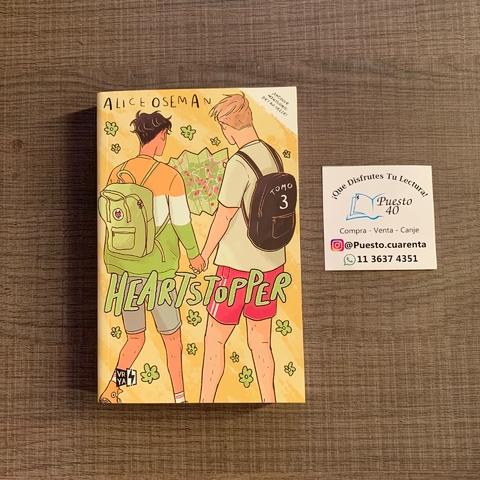 ALICE OSEMAN
TOMO
3
HEARTSTOPPER
VR
YA
¡Que Disfrutes Tu Lectura!
Puesto
40
Compra - Venta - Canje
@Puesto.cuarenta
11 3637 4351